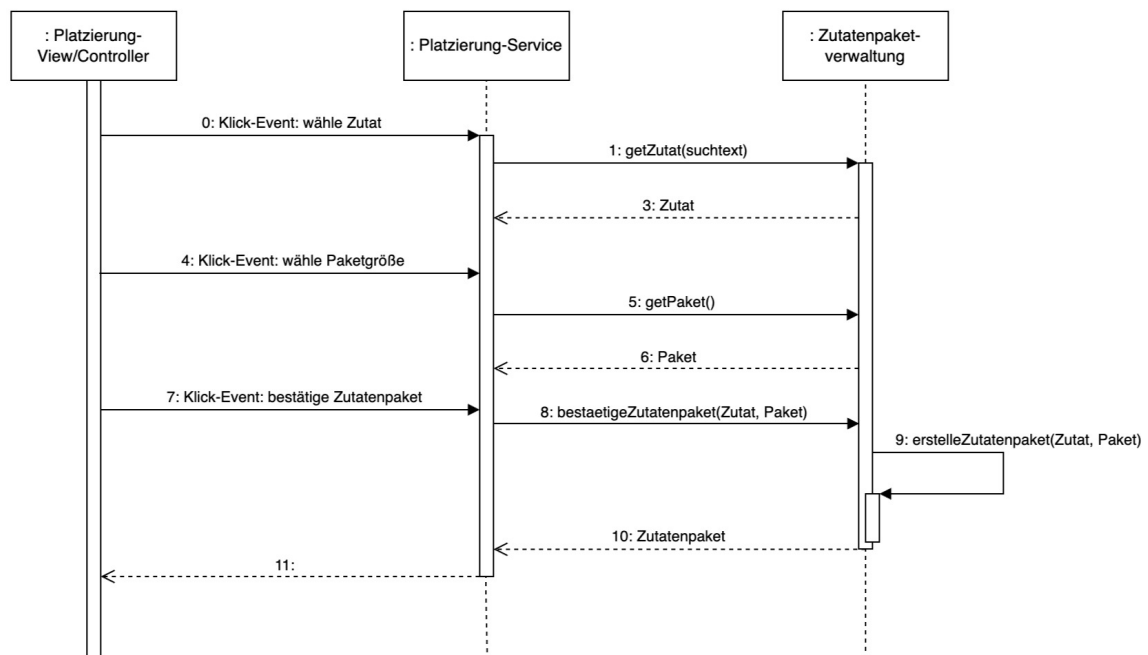 : Platzierung-
View/Controller
: Platzierung-Service
: Zutatenpaket-
verwaltung
0: Klick-Event: wähle Zutat
1: getZutat(suchtext)
3: Zutat
4: Klick-Event: wähle Paketgröße
5: getPaket()
6: Paket
7: Klick-Event: bestätige Zutatenpaket
8: bestaetigeZutatenpaket(Zutat, Paket)
9: erstelleZutatenpaket(Zutat, Paket)
10: Zutatenpaket
11: